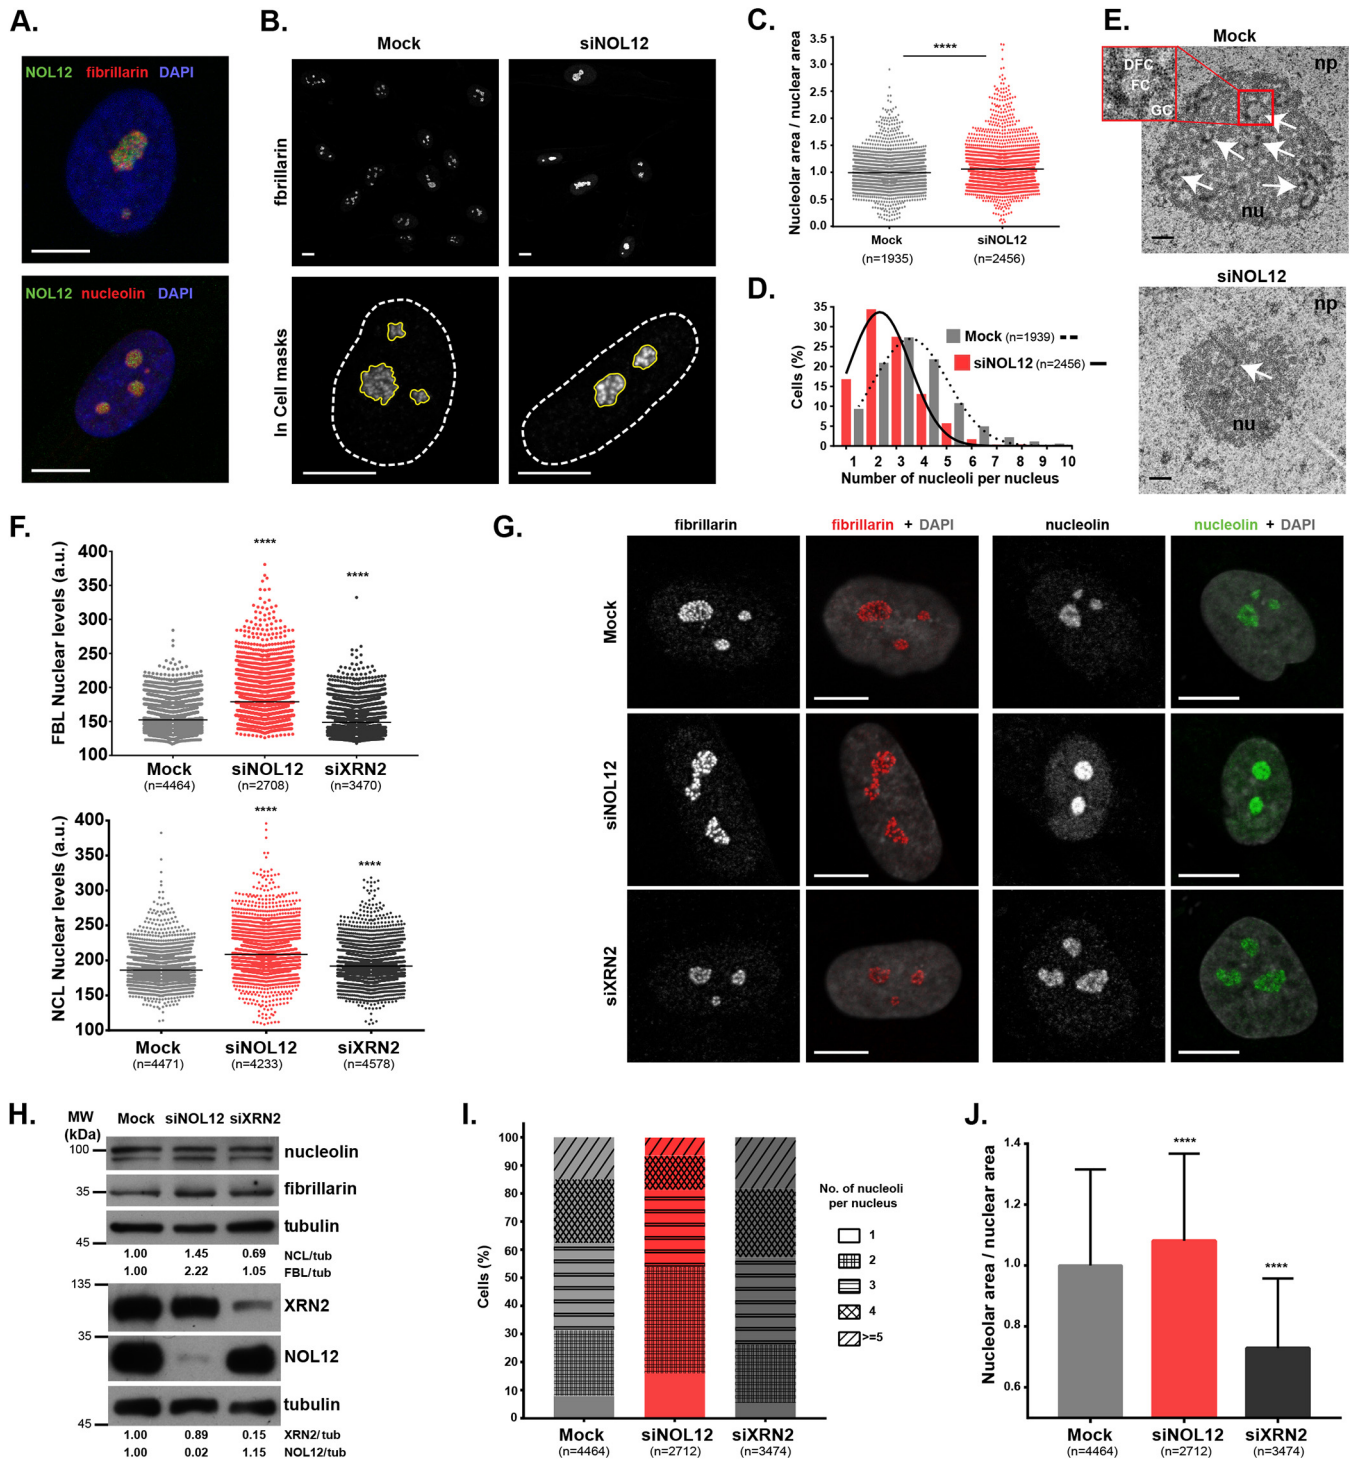 A.
NOL12 fibrillarin DAPI
NOL12 nucleolin DAPI
B.
Mock siNOL12
fibrillarin
In Cell masks
C.
Nucleolar area / nuclear area
3.5
3.0
2.5
2.0
1.5
1.0
0.5
0.0
****
Mock siNOL12
(n=1935) (n=2456)
D.
Cells (%)
35
30
25
20
15
10
5
0
Mock (n=1939)
siNOL12 (n=2456)
1 2 3 4 5 6 7 8 9 10
Number of nucleoli per nucleus
E.
Mock
DFC
FC
GC
np
nu
siNOL12
np
nu
F.
FBL Nuclear levels (a.u.)
400
350
300
250
200
150
100
**** ****
Mock siNOL12 siXRN2
(n=4464) (n=2708) (n=3470)
NCL Nuclear levels (a.u.)
400
350
300
250
200
150
100
**** ****
Mock siNOL12 siXRN2
(n=4471) (n=4233) (n=4578)
G.
fibrillarin fibrillarin + DAPI nucleolin nucleolin + DAPI
Mock
siNOL12
siXRN2
H.
MW
(kDa)
Mock siNOL12 siXRN2
100 nucleolin
35 fibrillarin
tubulin
45
1.00 1.45 0.69 NCL/tub
1.00 2.22 1.05 FBL/tub
135
XRN2
35
NOL12
tubulin
45
1.00 0.89 0.15 XRN2/tub
1.00 0.02 1.15 NOL12/tub
I.
Cells (%)
100
90
80
70
60
50
40
30
20
10
0
Mock siNOL12 siXRN2
(n=4464) (n=2712) (n=3474)
No. of nucleoli
per nucleus
1
2
3
4
>=5
J.
Nucleolar area / nuclear area
1.4
1.2
1.0
0.8
0.6
****
****
Mock siNOL12 siXRN2
(n=4464) (n=2712) (n=3474)